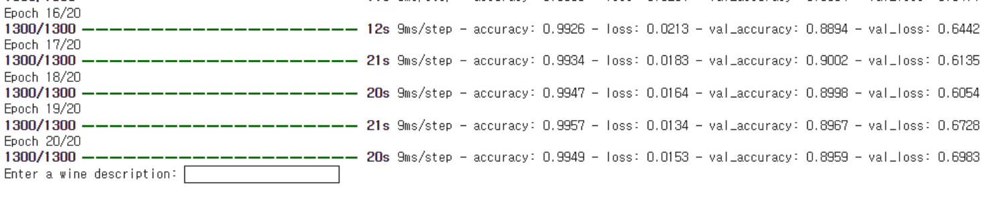 Epoch 16/20
1300/1300 ━━━━━━━━━━━━━━━━━━━━ 12s 9ms/step - accuracy: 0.9926 - loss: 0.0213 - val_accuracy: 0.8894 - val_loss: 0.6442
Epoch 17/20
1300/1300 ━━━━━━━━━━━━━━━━━━━━ 21s 9ms/step - accuracy: 0.9934 - loss: 0.0183 - val_accuracy: 0.9002 - val_loss: 0.6135
Epoch 18/20
1300/1300 ━━━━━━━━━━━━━━━━━━━━ 20s 9ms/step - accuracy: 0.9947 - loss: 0.0164 - val_accuracy: 0.8998 - val_loss: 0.6054
Epoch 19/20
1300/1300 ━━━━━━━━━━━━━━━━━━━━ 21s 9ms/step - accuracy: 0.9957 - loss: 0.0134 - val_accuracy: 0.8967 - val_loss: 0.6728
Epoch 20/20
1300/1300 ━━━━━━━━━━━━━━━━━━━━ 20s 9ms/step - accuracy: 0.9949 - loss: 0.0153 - val_accuracy: 0.8959 - val_loss: 0.6983
Enter a wine description: